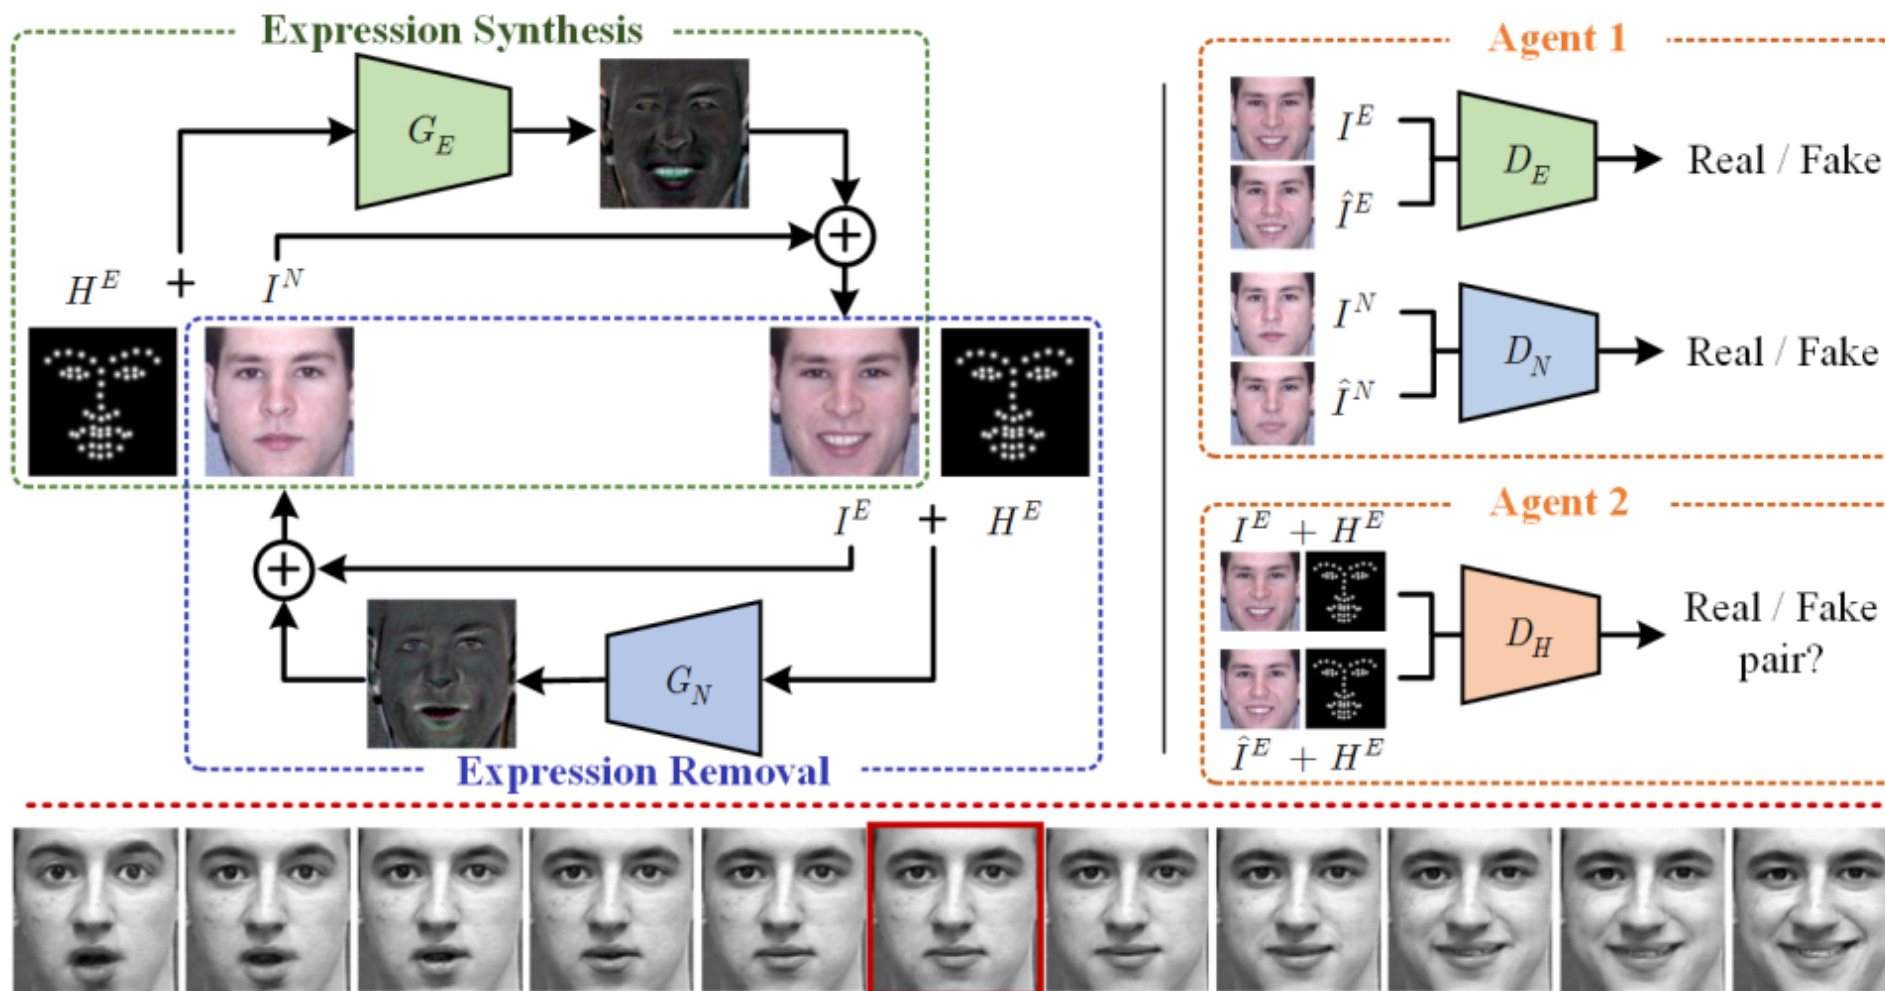 Expression Synthesis
G_E
H^E + I^N
+
I^E + H^E
+
G_N
Expression Removal
Agent 1
I^E
Î^E
D_E
Real / Fake
I^N
Î^N
D_N
Real / Fake
Agent 2
I^E + H^E
D_H
Real / Fake
pair?
Î^E + H^E